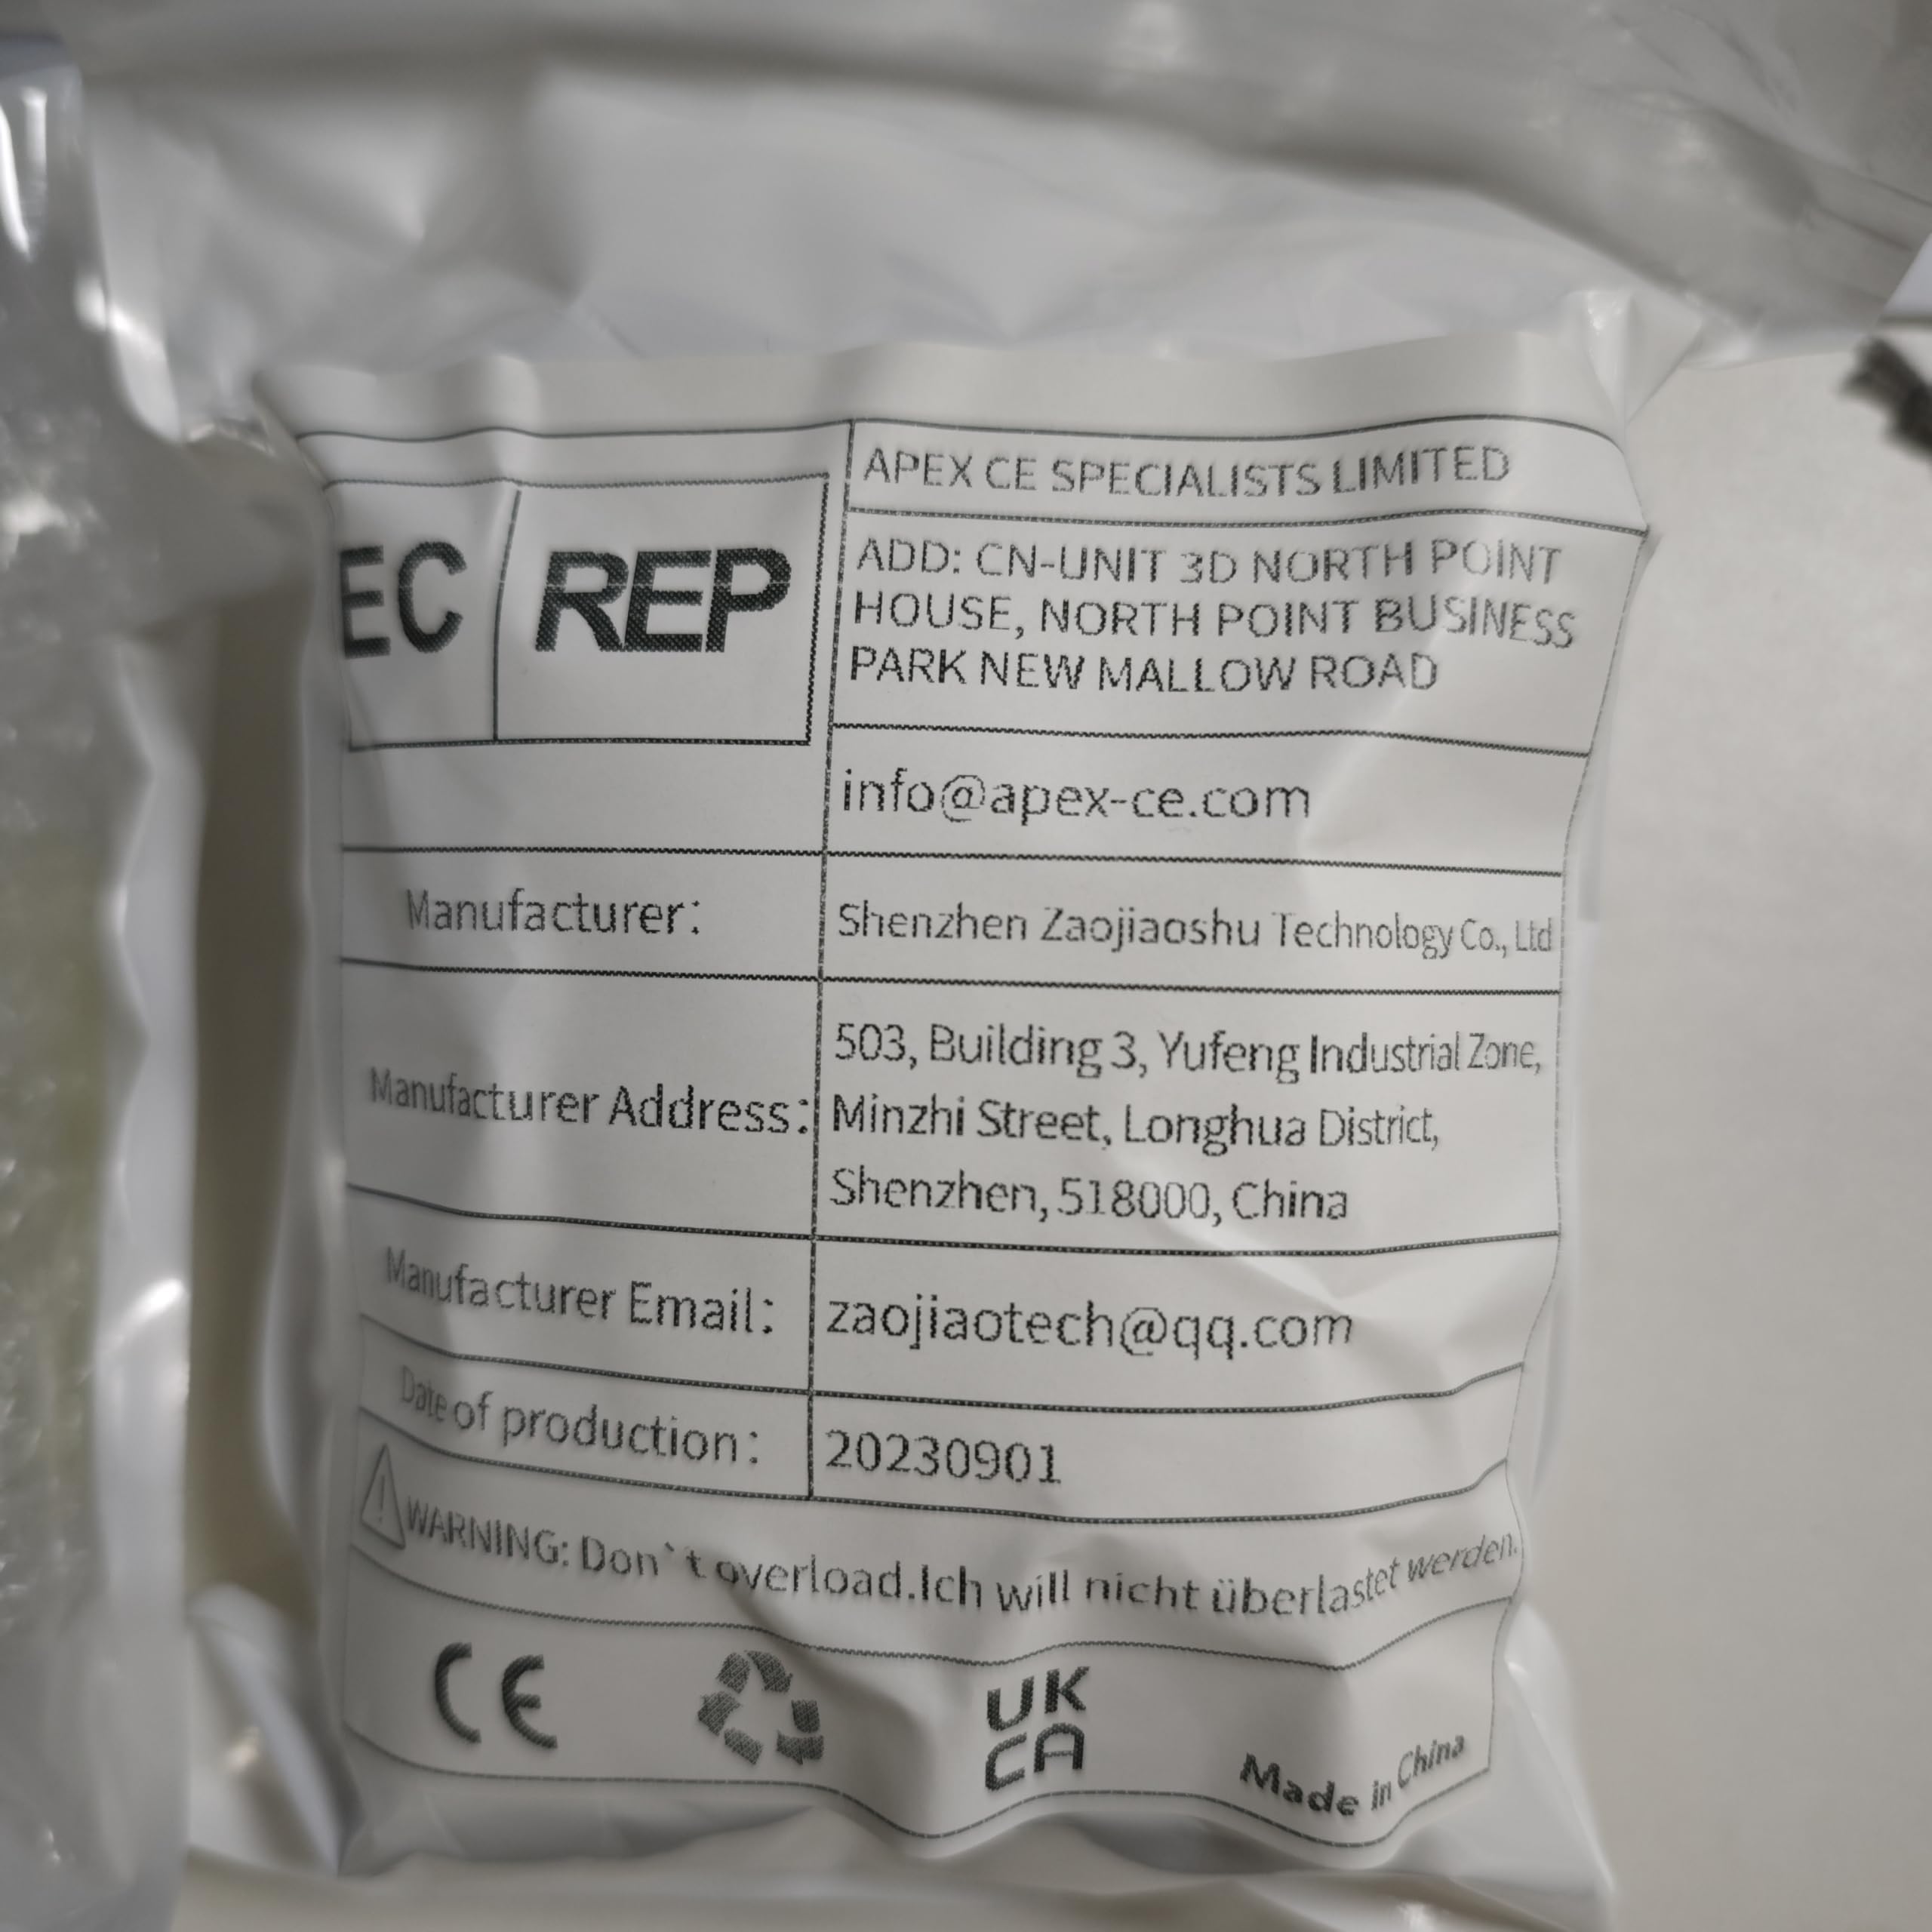 EC REP
APEX CE SPECIALISTS LIMITED
ADD: CN-UNIT 3D NORTH POINT
HOUSE, NORTH POINT BUSINESS
PARK NEW MALLOW ROAD
info@apex-ce.com
Manufacturer: Shenzhen Zaojiaoshu Technology Co., Ltd
Manufacturer Address: 503, Building 3, Yufeng Industrial Zone,
Minzhi Street, Longhua District,
Shenzhen, 518000, China
Manufacturer Email: zaojiaotech@qq.com
Date of production: 20230901
WARNING: Don`t overload.Ich will nicht überlastet werden.
CE UK
CA Made in China